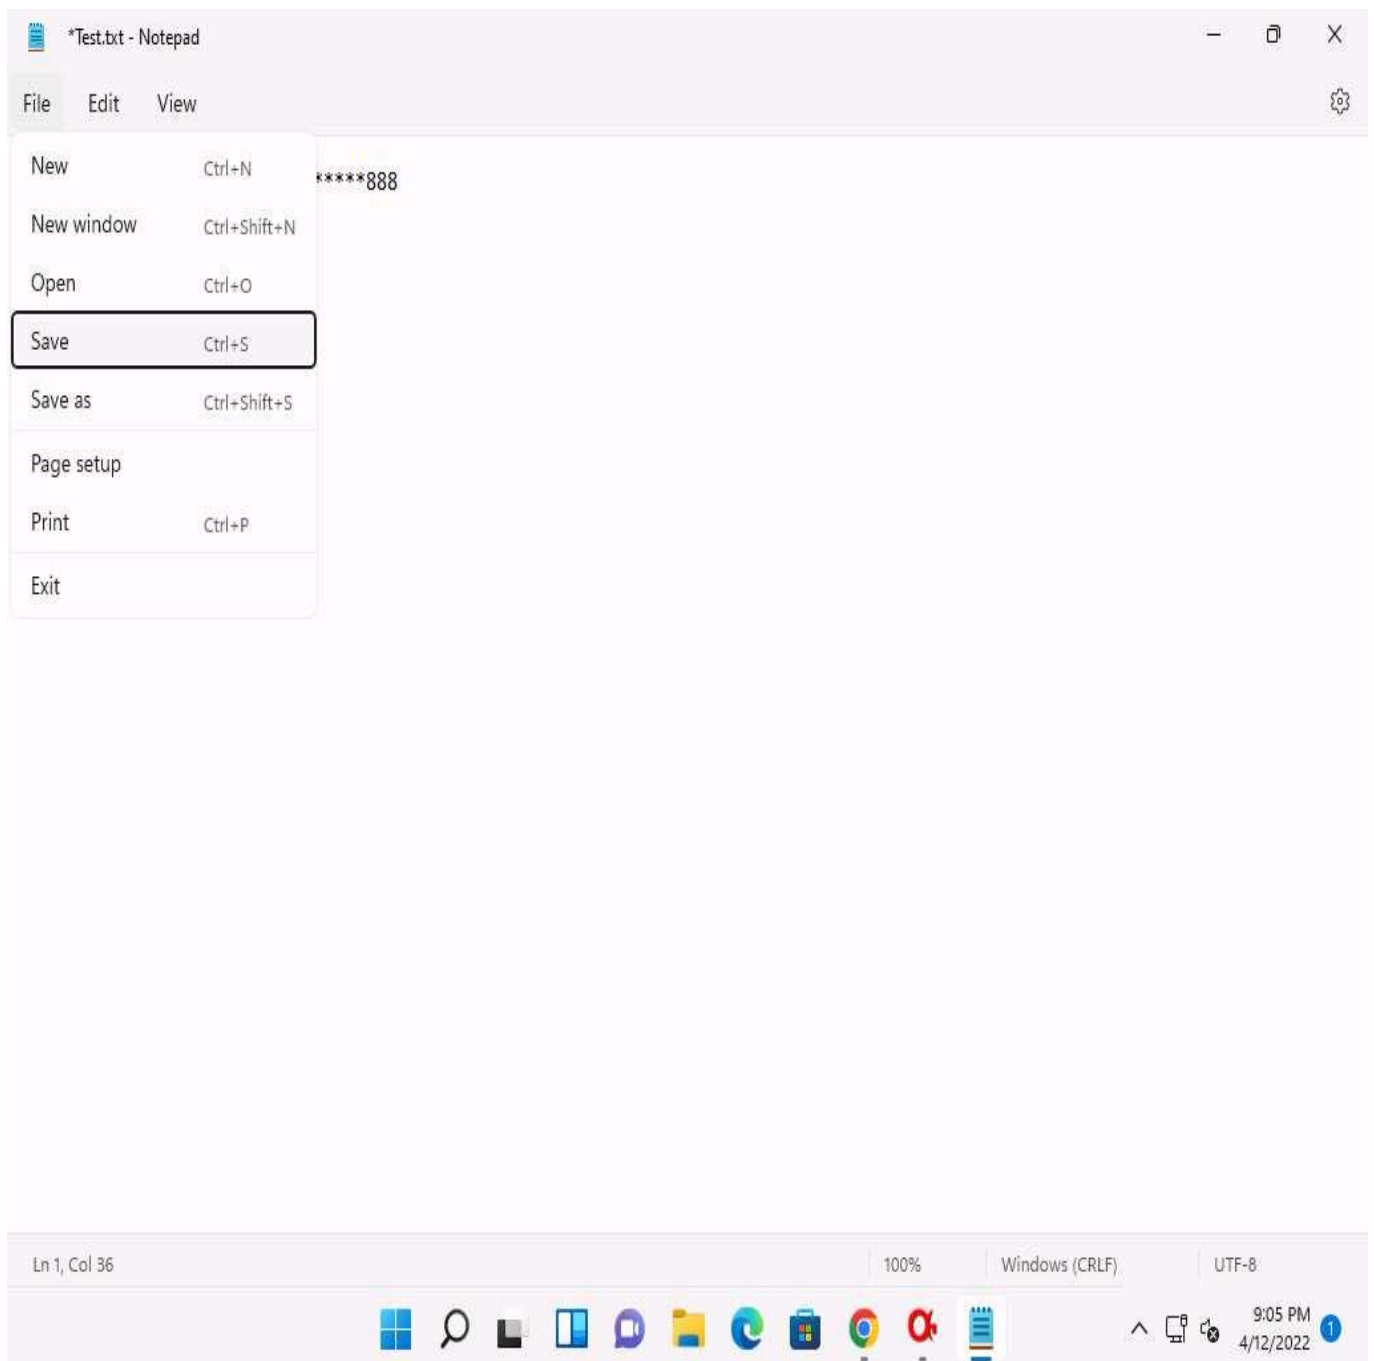 *Test.txt - Notepad
File Edit View
New Ctrl+N
*****888
New window Ctrl+Shift+N
Open Ctrl+O
Save Ctrl+S
Save as Ctrl+Shift+S
Page setup
Print Ctrl+P
Exit
Ln 1, Col 36 100% Windows (CRLF) UTF-8
9:05 PM
4/12/2022 1